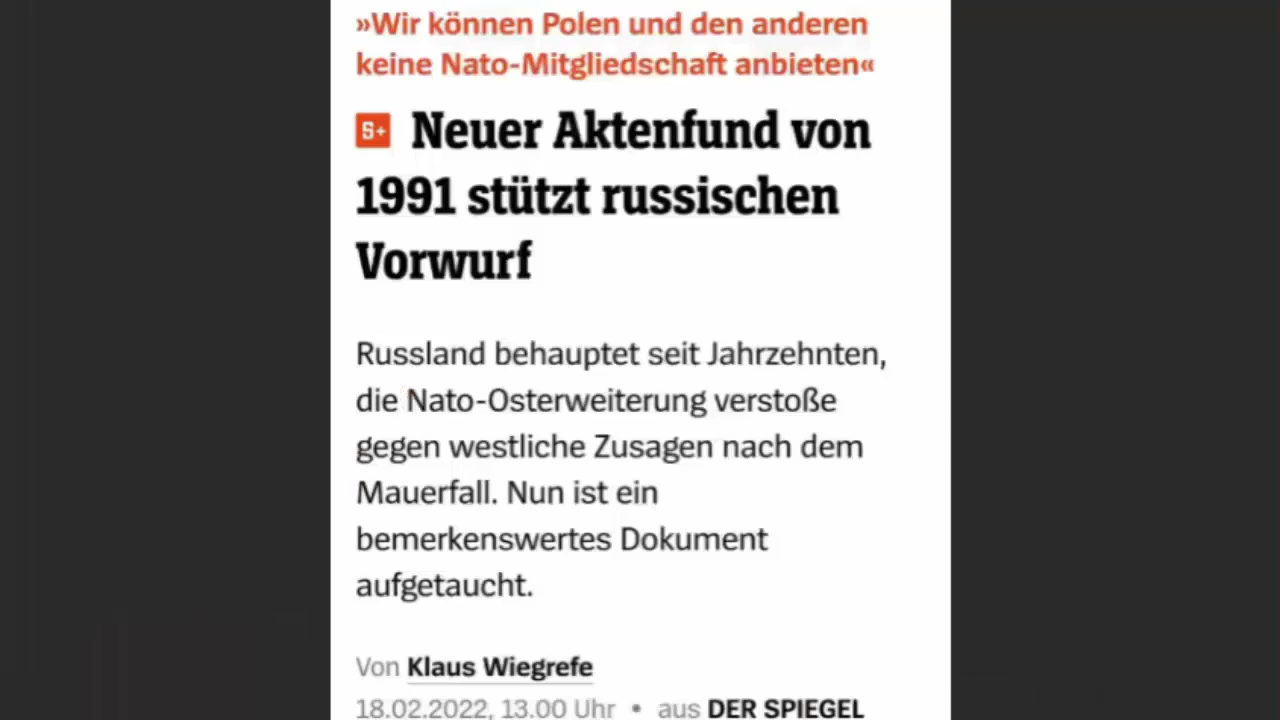 »Wir können Polen und den anderen
keine Nato-Mitgliedschaft anbieten«
S+ Neuer Aktenfund von
1991 stützt russischen
Vorwurf
Russland behauptet seit Jahrzehnten,
die Nato-Osterweiterung verstoße
gegen westliche Zusagen nach dem
Mauerfall. Nun ist ein
bemerkenswertes Dokument
aufgetaucht.
Von Klaus Wiegrefe
18.02.2022, 13.00 Uhr • aus DER SPIEGEL